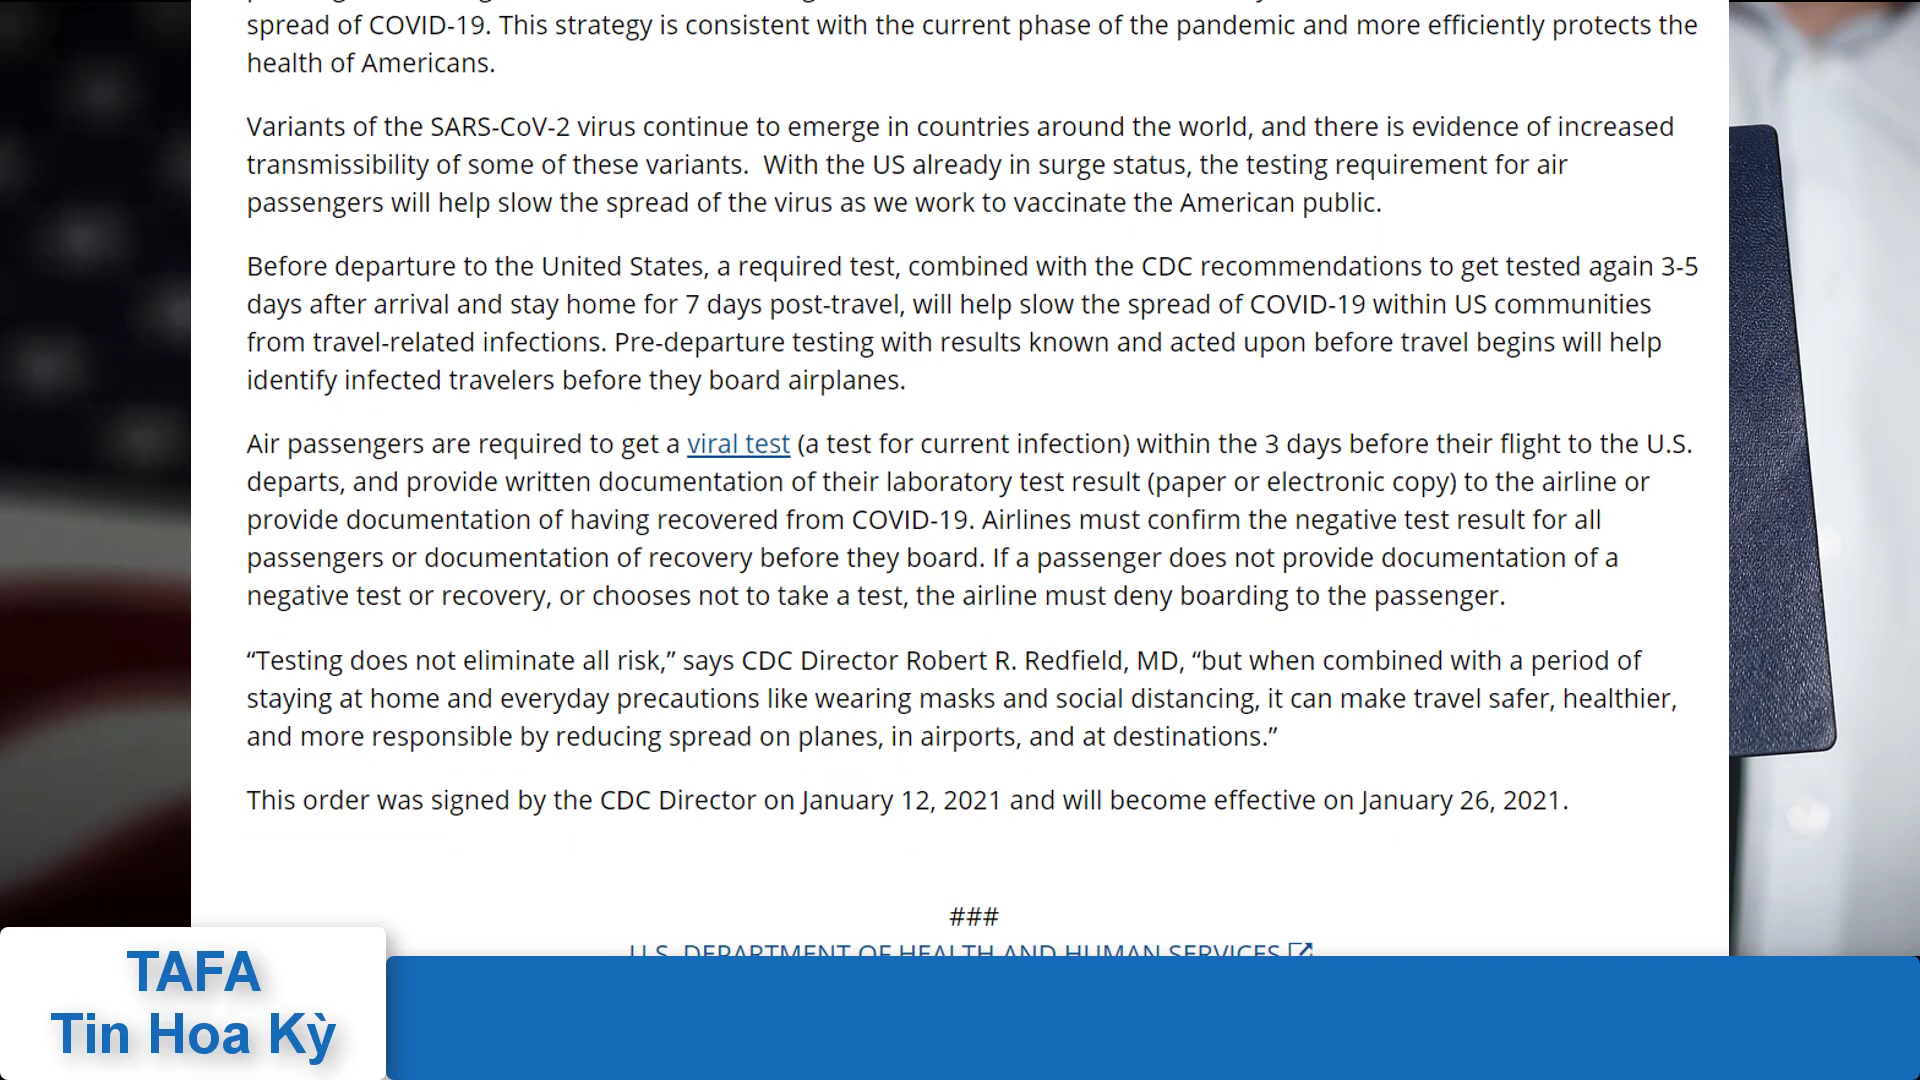 spread of COVID-19. This strategy is consistent with the current phase of the pandemic and more efficiently protects the
health of Americans.
Variants of the SARS-CoV-2 virus continue to emerge in countries around the world, and there is evidence of increased
transmissibility of some of these variants.  With the US already in surge status, the testing requirement for air
passengers will help slow the spread of the virus as we work to vaccinate the American public.
Before departure to the United States, a required test, combined with the CDC recommendations to get tested again 3-5
days after arrival and stay home for 7 days post-travel, will help slow the spread of COVID-19 within US communities
from travel-related infections. Pre-departure testing with results known and acted upon before travel begins will help
identify infected travelers before they board airplanes.
Air passengers are required to get a viral test (a test for current infection) within the 3 days before their flight to the U.S.
departs, and provide written documentation of their laboratory test result (paper or electronic copy) to the airline or
provide documentation of having recovered from COVID-19. Airlines must confirm the negative test result for all
passengers or documentation of recovery before they board. If a passenger does not provide documentation of a
negative test or recovery, or chooses not to take a test, the airline must deny boarding to the passenger.
“Testing does not eliminate all risk,” says CDC Director Robert R. Redfield, MD, “but when combined with a period of
staying at home and everyday precautions like wearing masks and social distancing, it can make travel safer, healthier,
and more responsible by reducing spread on planes, in airports, and at destinations.”
This order was signed by the CDC Director on January 12, 2021 and will become effective on January 26, 2021.
###
U.S. DEPARTMENT OF HEALTH AND HUMAN SERVICES
TAFA
Tin Hoa Kỳ